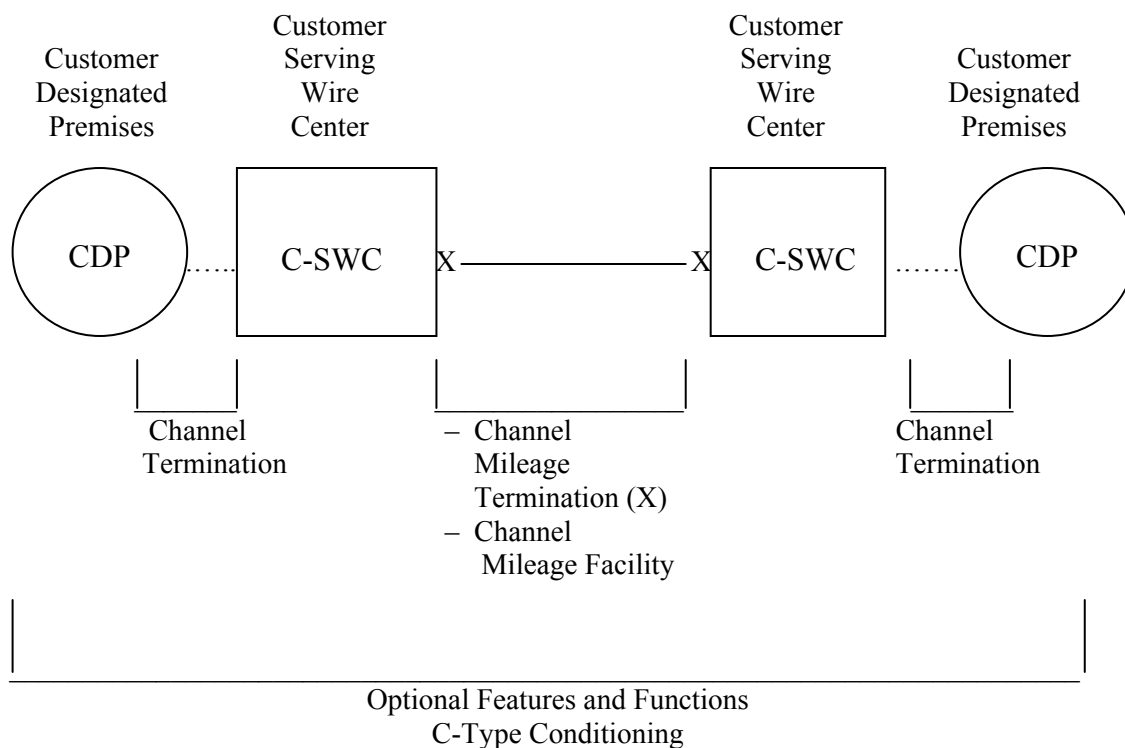 Customer
Designated
Premises
Customer
Serving
Wire
Center
Customer
Serving
Wire
Center
Customer
Designated
Premises
CDP
C-SWC
X
X
C-SWC
CDP
Channel
Termination
– Channel
Mileage
Termination (X)
– Channel
Mileage Facility
Channel
Termination
Optional Features and Functions
C-Type Conditioning